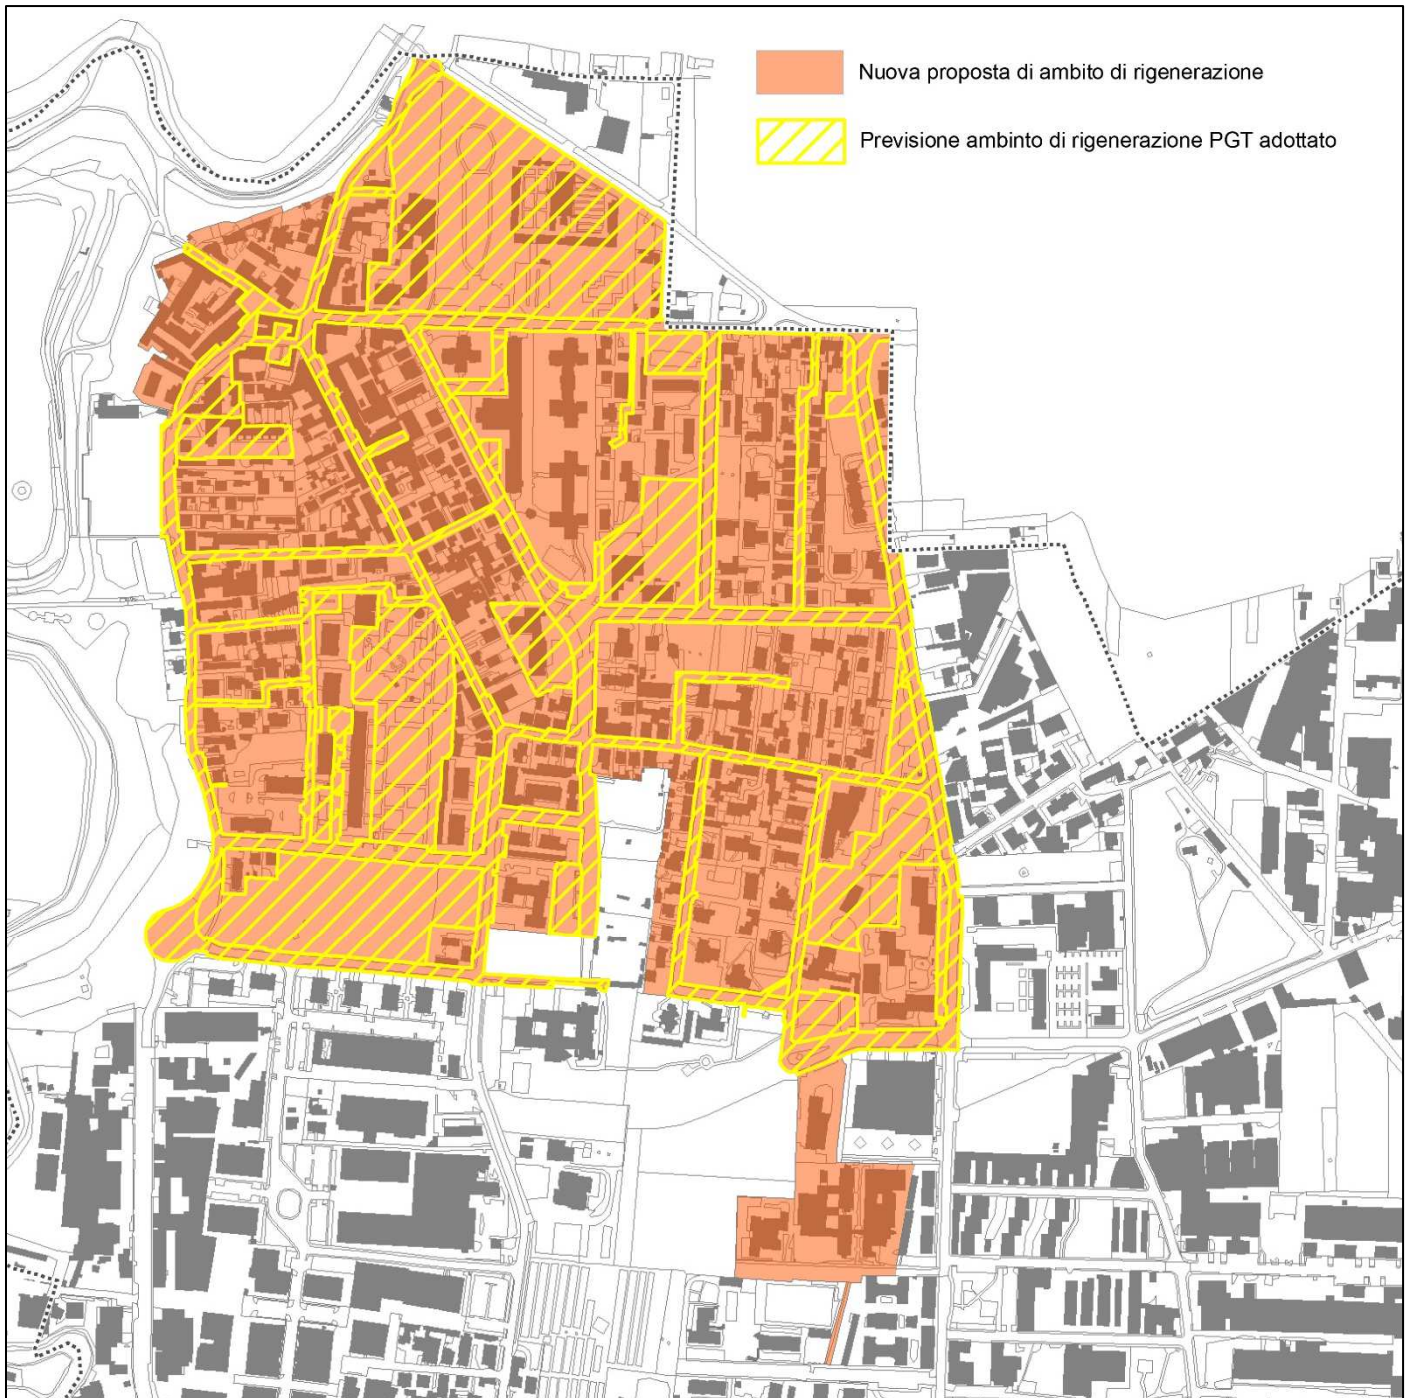 Nuova proposta di ambito di rigenerazione
Previsione ambinto di rigenerazione PGT adottato